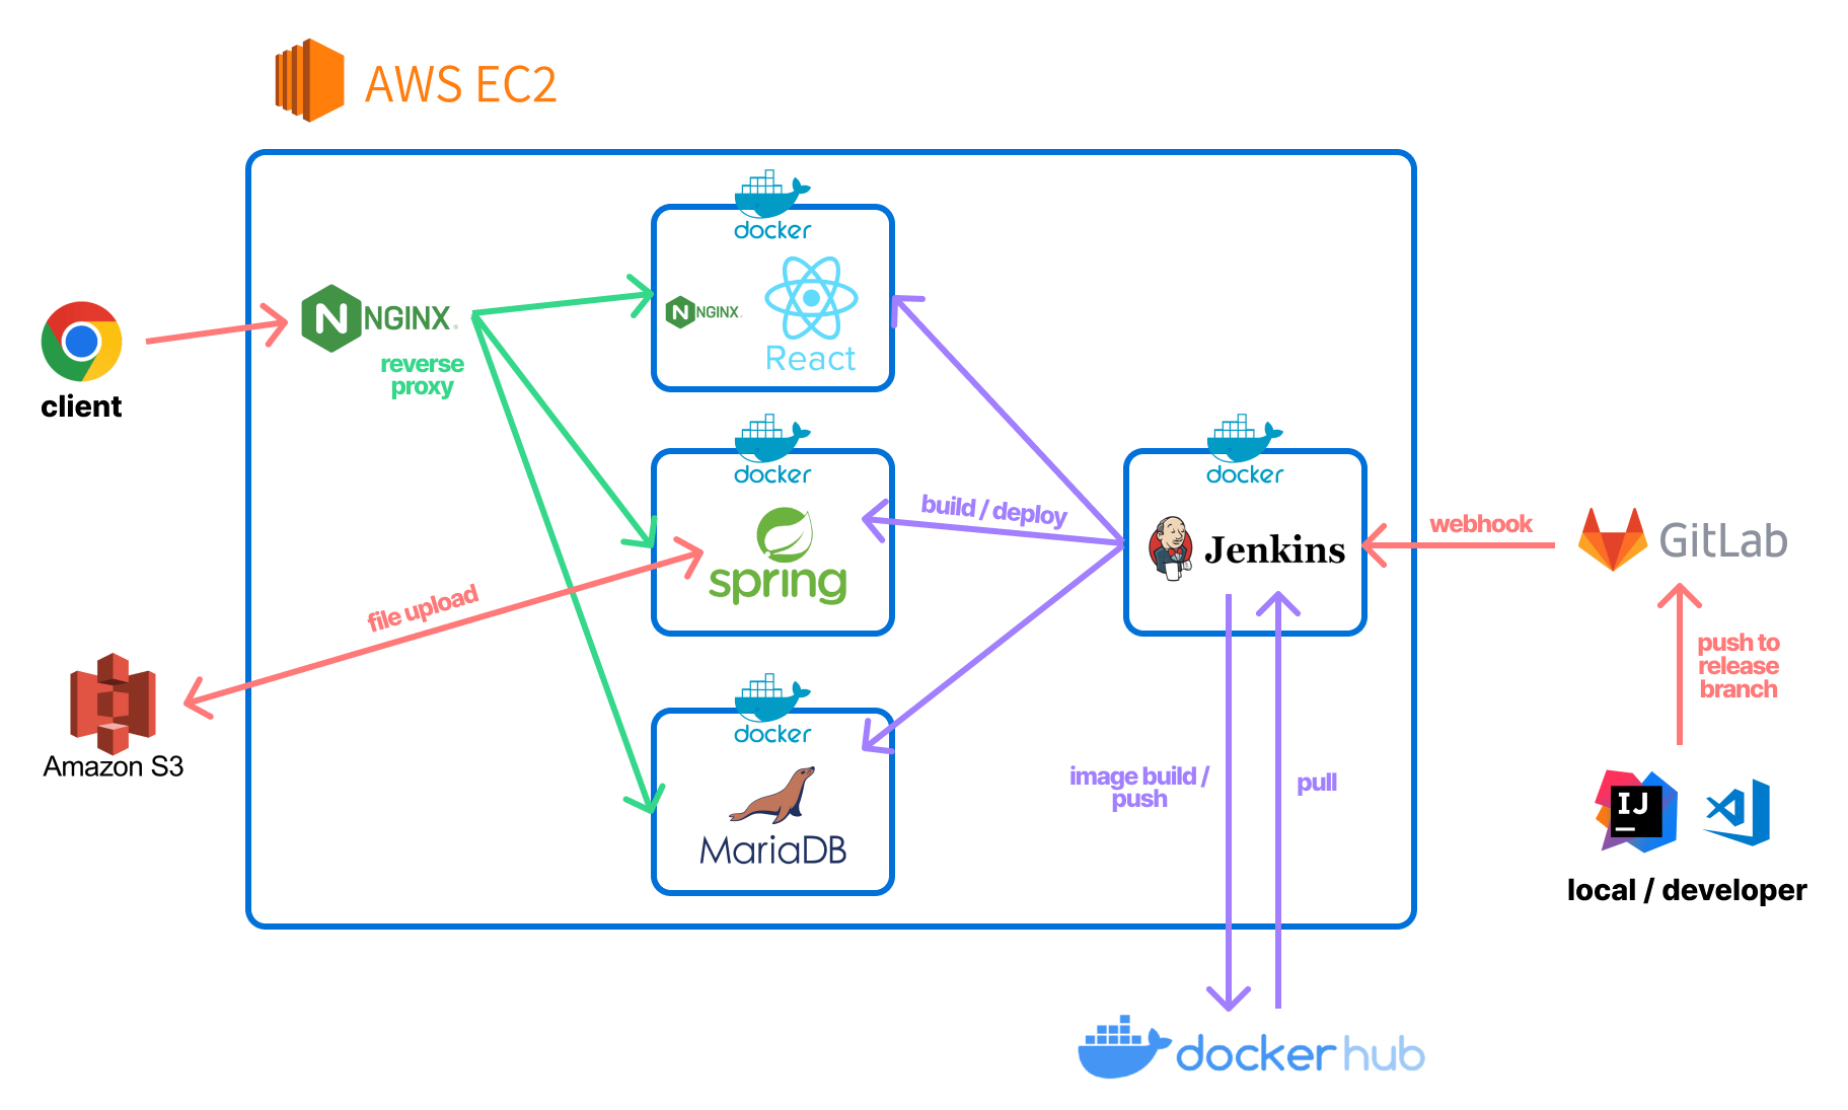 AWS EC2
docker
NGINX
React
NGINX
reverse
proxy
client
docker
spring
build / deploy
docker
Jenkins
webhook
GitLab
file upload
push to
release
branch
Amazon S3
docker
MariaDB
image build /
push
pull
IJ
local / developer
docker hub